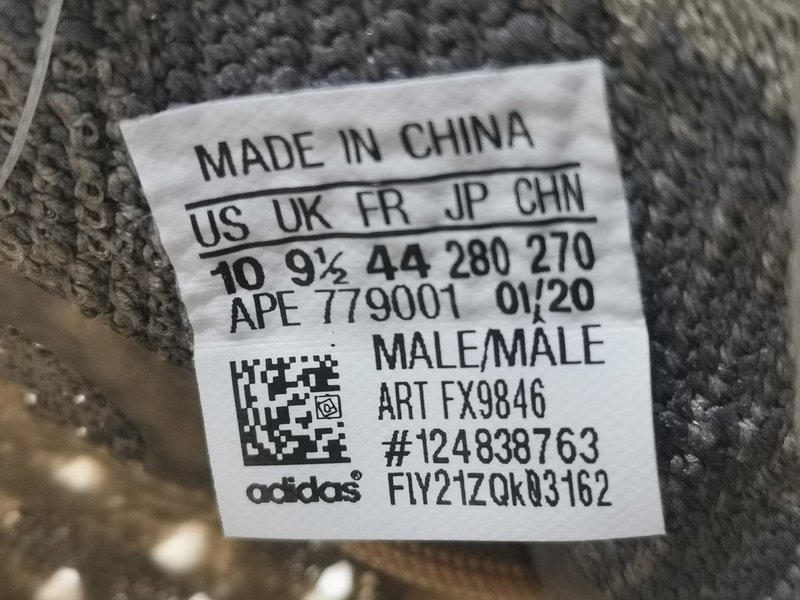 MADE IN CHINA
US UK FR JP CHN
10 9½ 44 280 270
APE 779001 01/20
MALE/MÂLE
ART FX9846
#124838763
adidas®